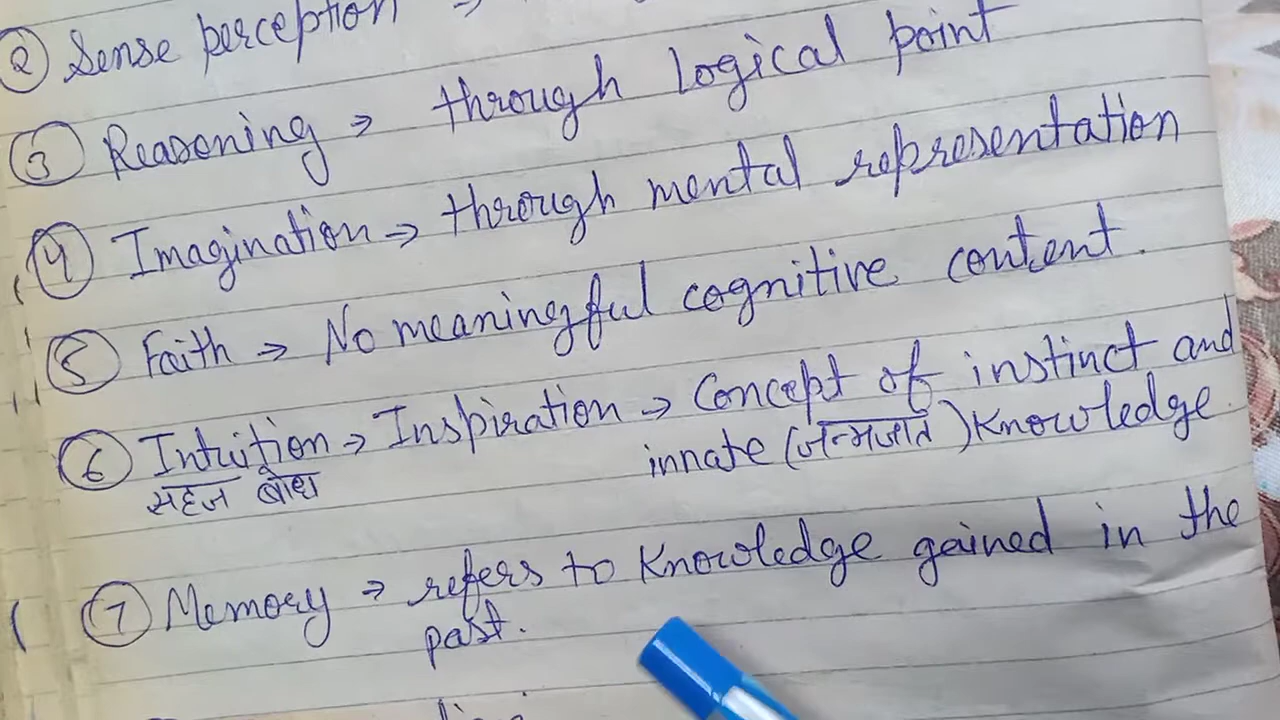 ② Sense perception →
③ Reasoning → through logical point
④ Imagination → through mental representation
⑤ Faith → No meaningful cognitive content.
⑥ Intuition → Inspiration → Concept of instinct and
सहज बोध innate (जन्मजात) knowledge.
⑦ Memory → refers to knowledge gained in the
past.